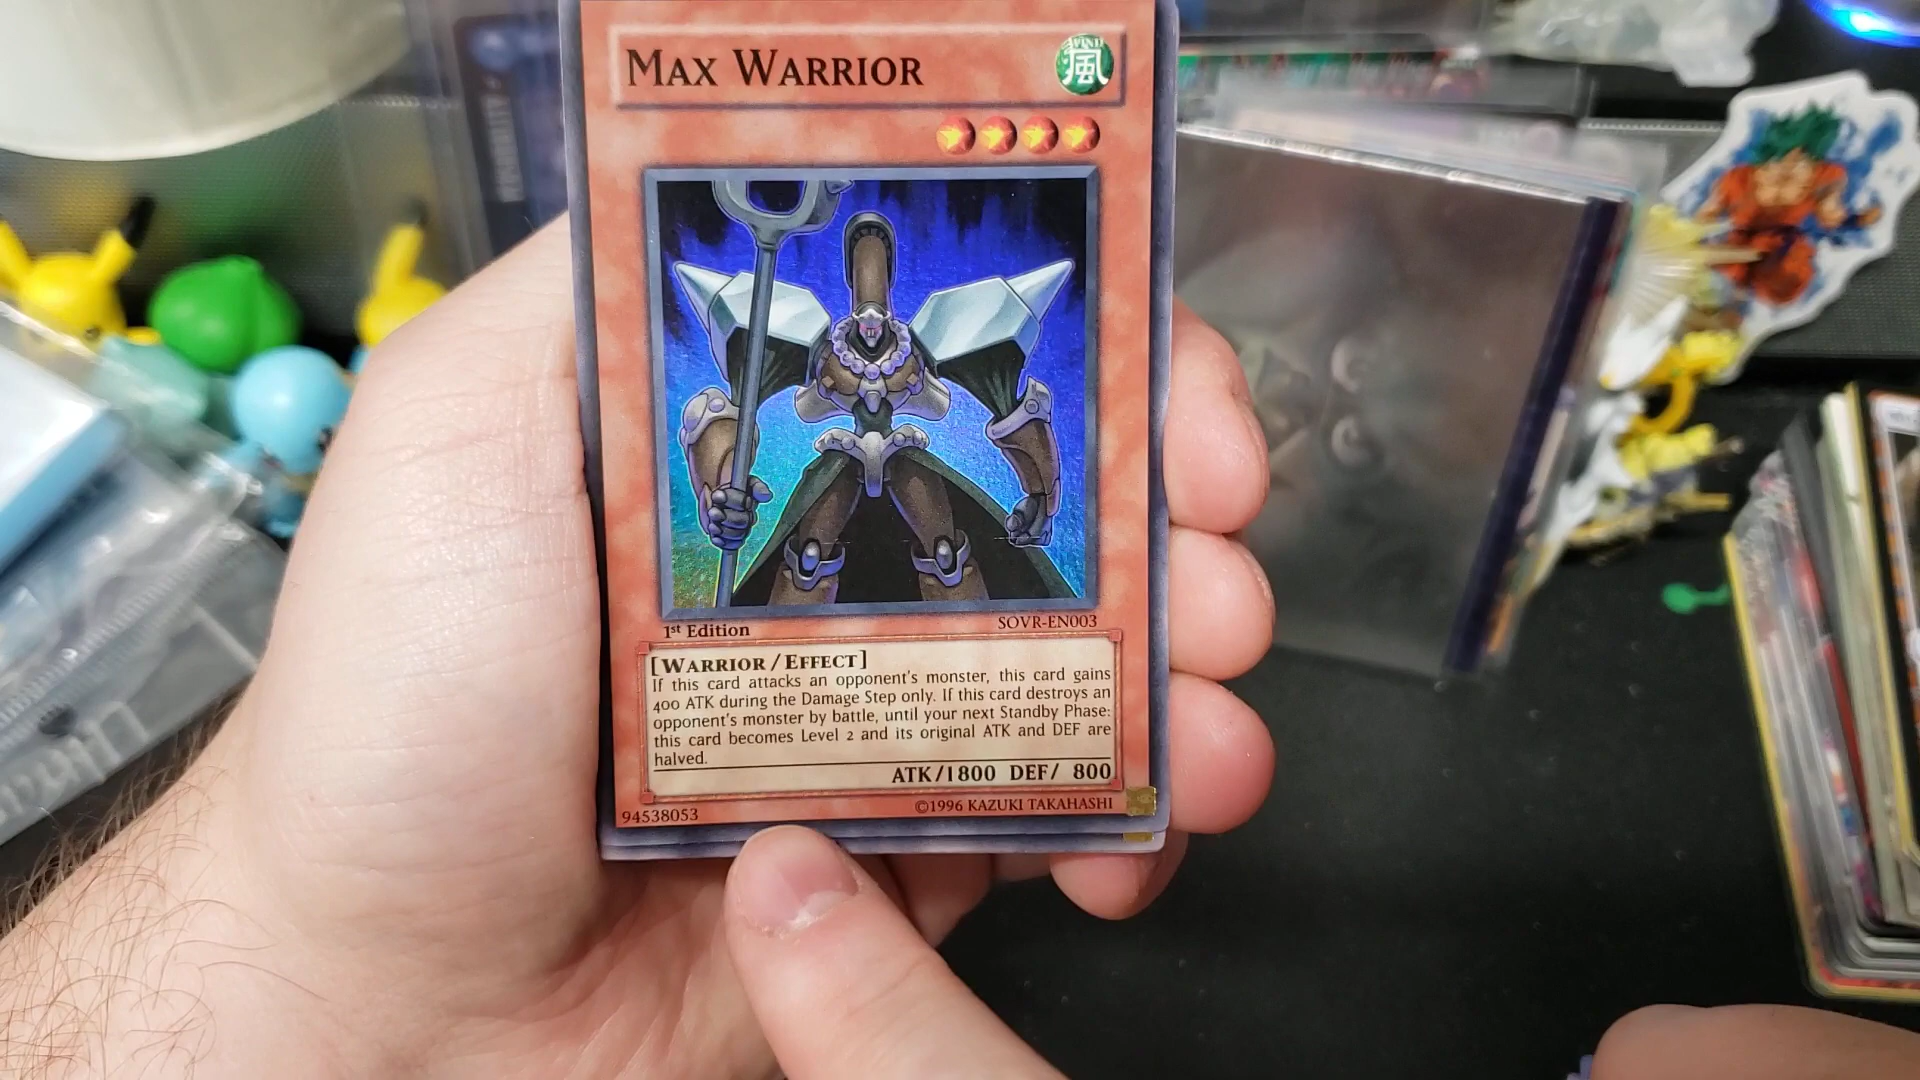 MAX WARRIOR
WIND
風
1st Edition
SOVR-EN003
[WARRIOR / EFFECT]
If this card attacks an opponent's monster, this card gains
400 ATK during the Damage Step only. If this card destroys an
opponent's monster by battle, until your next Standby Phase:
this card becomes Level 2 and its original ATK and DEF are
halved.
ATK/1800 DEF/ 800
94538053
©1996 KAZUKI TAKAHASHI